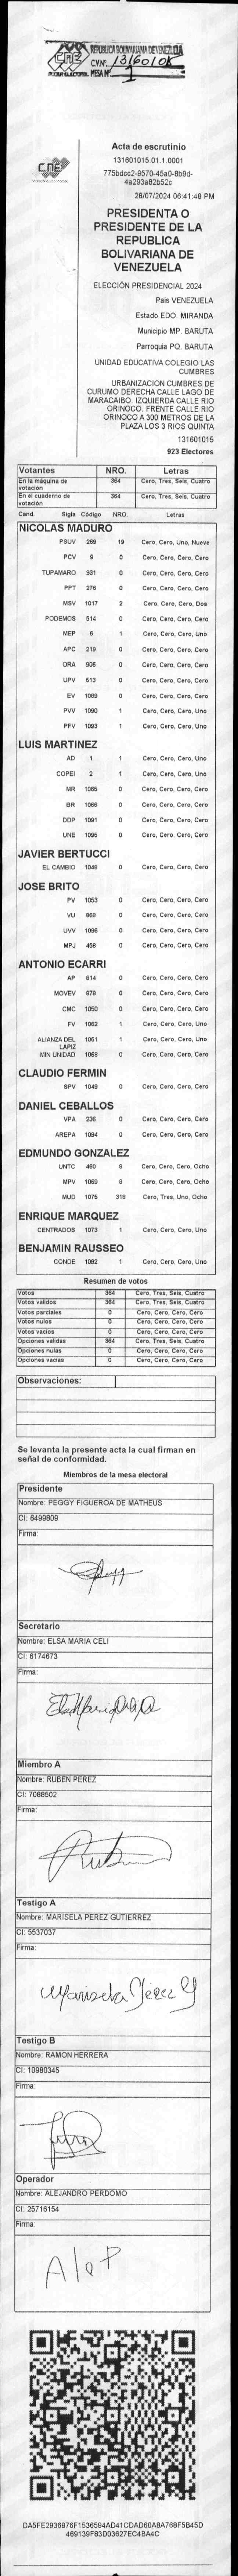 CNE
PODER ELECTORAL
REPÚBLICA BOLIVARIANA DE VENEZUELA
C.V.Nº
MESA Nº 1
CNE
Acta de escrutinio
131601015.01.1.0001
28/07/2024 06:41:48 PM
PRESIDENTA O
PRESIDENTE DE LA
REPUBLICA
BOLIVARIANA DE
VENEZUELA
ELECCIÓN PRESIDENCIAL 2024
Pais VENEZUELA
Estado EDO. MIRANDA
Municipio MP. BARUTA
Parroquia PQ. BARUTA
UNIDAD EDUCATIVA COLEGIO LAS
CUMBRES
URBANIZACION CUMBRES DE
CURUMO DERECHA CALLE LAGO DE
MARACAIBO. IZQUIERDA CALLE RIO
ORINOCO. FRENTE CALLE RIO
ORINOCO A 300 METROS DE LA
PLAZA LOS 3 RIOS QUINTA
131601015
923 Electores
Votantes NRO. Letras
En la máquina de votación 364 Cero, Tres, Seis, Cuatro
En el cuaderno de votación 364 Cero, Tres, Seis, Cuatro
Cand. Sigla Código NRO. Letras
NICOLAS MADURO
PSUV 269 19 Cero, Cero, Uno, Nueve
PCV 9 0 Cero, Cero, Cero, Cero
TUPAMARO 931 0 Cero, Cero, Cero, Cero
PPT 276 0 Cero, Cero, Cero, Cero
MSV 1017 2 Cero, Cero, Cero, Dos
PODEMOS 514 0 Cero, Cero, Cero, Cero
MEP 6 1 Cero, Cero, Cero, Uno
APC 219 0 Cero, Cero, Cero, Cero
ORA 906 0 Cero, Cero, Cero, Cero
UPV 513 0 Cero, Cero, Cero, Cero
EV 1089 0 Cero, Cero, Cero, Cero
PVV 1090 1 Cero, Cero, Cero, Uno
PFV 1093 1 Cero, Cero, Cero, Uno
LUIS MARTINEZ
AD 1 1 Cero, Cero, Cero, Uno
COPEI 2 1 Cero, Cero, Cero, Uno
MR 1065 0 Cero, Cero, Cero, Cero
BR 1086 0 Cero, Cero, Cero, Cero
DDP 1091 0 Cero, Cero, Cero, Cero
UNE 1095 0 Cero, Cero, Cero, Cero
JAVIER BERTUCCI
EL CAMBIO 1048 0 Cero, Cero, Cero, Cero
JOSE BRITO
PV 1053 0 Cero, Cero, Cero, Cero
VU 969 0 Cero, Cero, Cero, Cero
UVV 1096 0 Cero, Cero, Cero, Cero
MPJ 458 0 Cero, Cero, Cero, Cero
ANTONIO ECARRI
AP 914 0 Cero, Cero, Cero, Cero
MOVEV 978 0 Cero, Cero, Cero, Cero
CMC 1050 0 Cero, Cero, Cero, Cero
FV 1062 1 Cero, Cero, Cero, Uno
ALIANZA DEL LAPIZ 1051 1 Cero, Cero, Cero, Uno
MIN UNIDAD 1068 0 Cero, Cero, Cero, Cero
CLAUDIO FERMIN
SPV 1049 0 Cero, Cero, Cero, Cero
DANIEL CEBALLOS
VPA 236 0 Cero, Cero, Cero, Cero
AREPA 1094 0 Cero, Cero, Cero, Cero
EDMUNDO GONZALEZ
UNTC 460 8 Cero, Cero, Cero, Ocho
MPV 1069 8 Cero, Cero, Cero, Ocho
MUD 1075 318 Cero, Tres, Uno, Ocho
ENRIQUE MARQUEZ
CENTRADOS 1073 1 Cero, Cero, Cero, Uno
BENJAMIN RAUSSEO
CONDE 1092 1 Cero, Cero, Cero, Uno
Resumen de votos
Votos 364 Cero, Tres, Seis, Cuatro
Votos validos 364 Cero, Tres, Seis, Cuatro
Votos parciales 0 Cero, Cero, Cero, Cero
Votos nulos 0 Cero, Cero, Cero, Cero
Votos vacios 0 Cero, Cero, Cero, Cero
Opciones validas 364 Cero, Tres, Seis, Cuatro
Opciones nulas 0 Cero, Cero, Cero, Cero
Opciones vacias 0 Cero, Cero, Cero, Cero
Observaciones:
Se levanta la presente acta la cual firman en
señal de conformidad.
Miembros de la mesa electoral
Presidente
Nombre: PEGGY FIGUEROA DE MATHEUS
CI: 6499809
Firma:
Secretario
Nombre: ELSA MARIA CELI
CI: 6174673
Firma:
Miembro A
Nombre: RUBEN PEREZ
CI: 7088502
Firma:
Testigo A
Nombre: MARISELA PEREZ GUTIERREZ
CI: 5537037
Firma:
Marisela Pérez G
Testigo B
Nombre: RAMON HERRERA
CI: 10980345
Firma:
Operador
Nombre: ALEJANDRO PERDOMO
CI: 25716154
Firma:
AleP